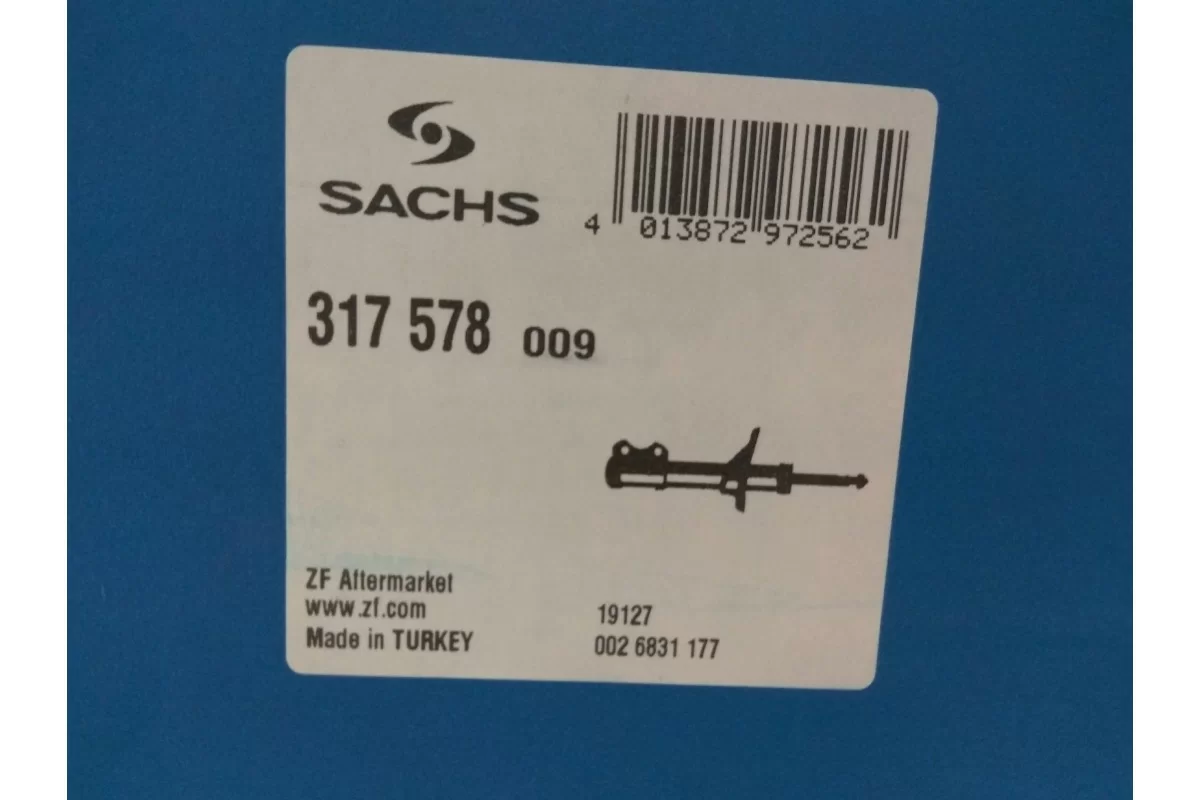 SACHS
4 013872 972562
317 578 009
ZF Aftermarket
www.zf.com
Made in TURKEY
19127
002 6831 177